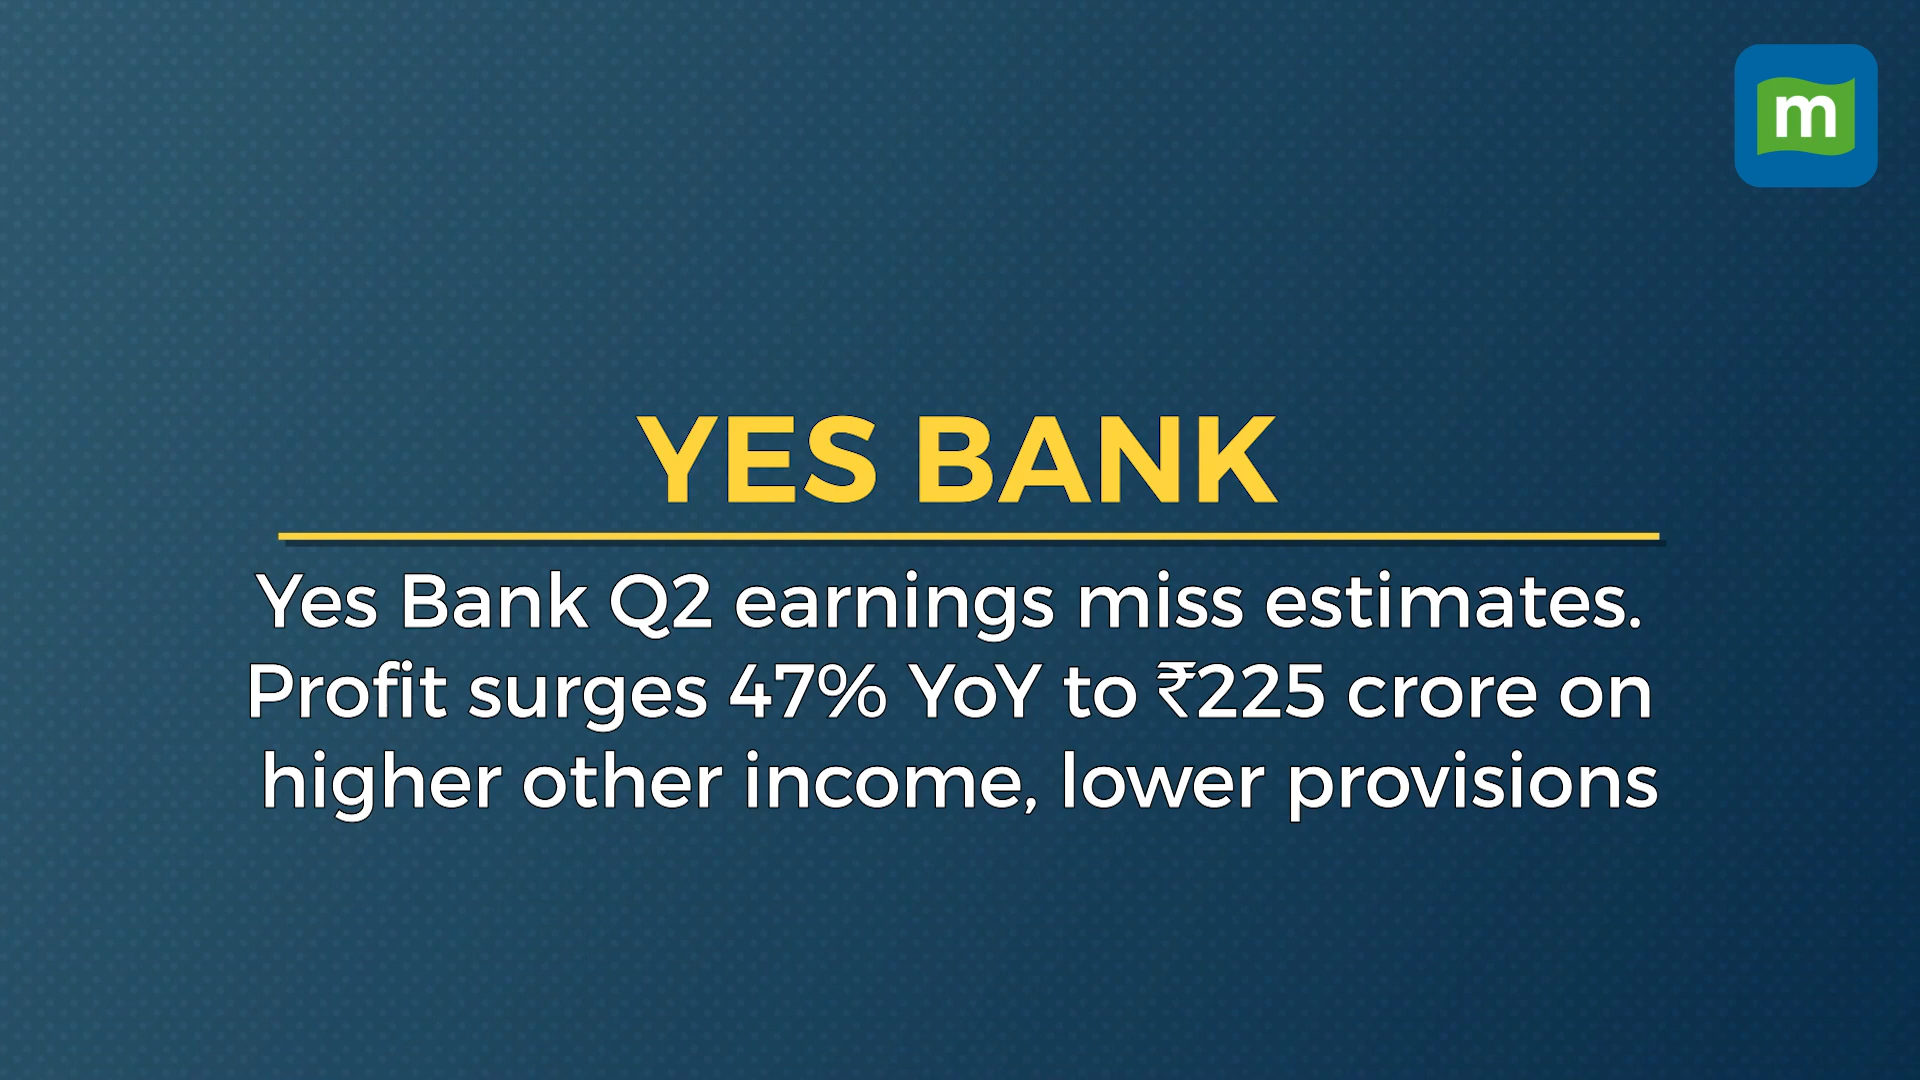 m
YES BANK
Yes Bank Q2 earnings miss estimates.
Profit surges 47% YoY to ₹225 crore on
higher other income, lower provisions